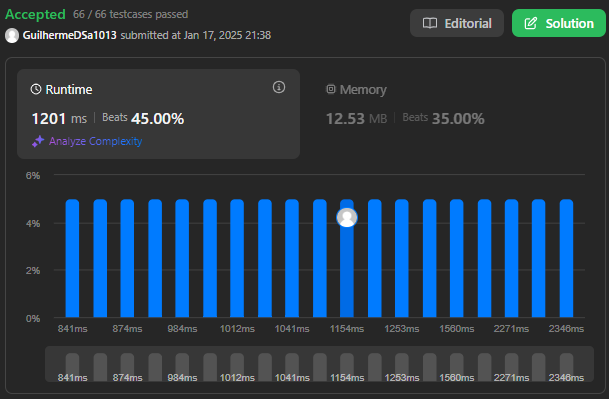 Accepted 66 / 66 testcases passed
Editorial
Solution
GuilhermeDSa1013 submitted at Jan 17, 2025 21:38
Runtime
Memory
1201 ms | Beats 45.00%
12.53 MB | Beats 35.00%
Analyze Complexity
6%
4%
2%
0%
841ms 874ms 984ms 1012ms 1041ms 1154ms 1253ms 1560ms 2271ms 2346ms
841ms 874ms 984ms 1012ms 1041ms 1154ms 1253ms 1560ms 2271ms 2346ms